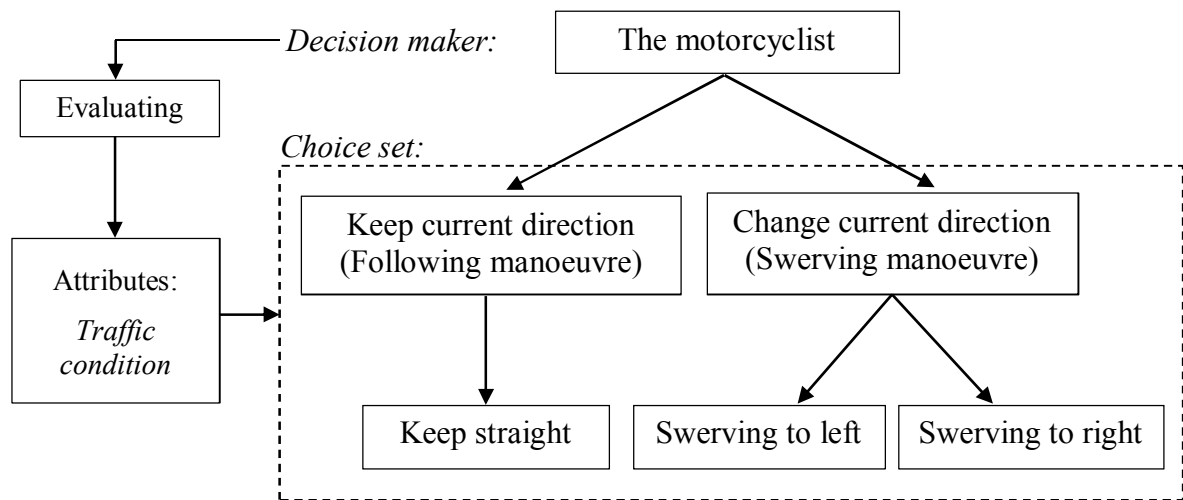 Decision maker:
The motorcyclist
Evaluating
Choice set:
Keep current direction
(Following manoeuvre)
Change current direction
(Swerving manoeuvre)
Attributes:
Traffic
condition
Keep straight
Swerving to left
Swerving to right